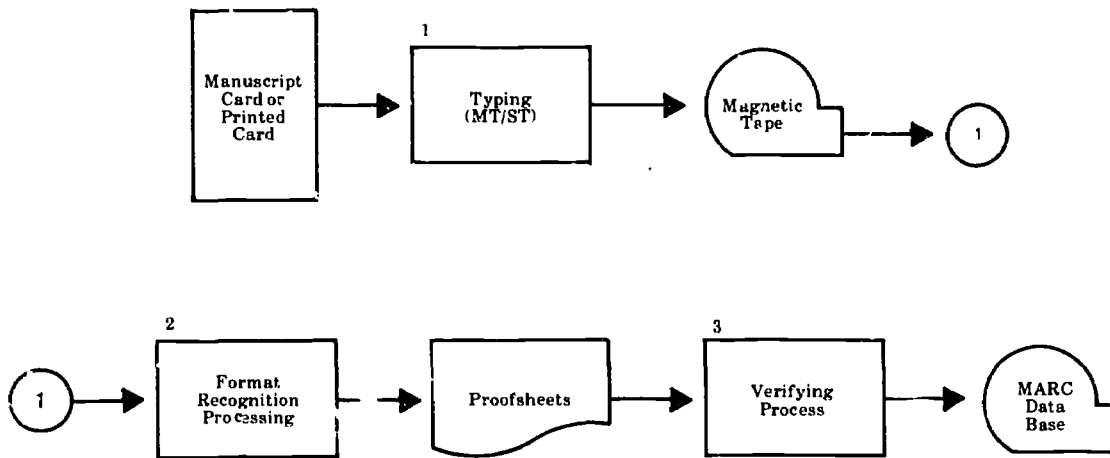 1
Manuscript
Card or
Printed
Card
Typing
(MT/ST)
Magnetic
Tape
1
1
2
Format
Recognition
Processing
Proofsheets
3
Verifying
Process
MARC
Data
Base